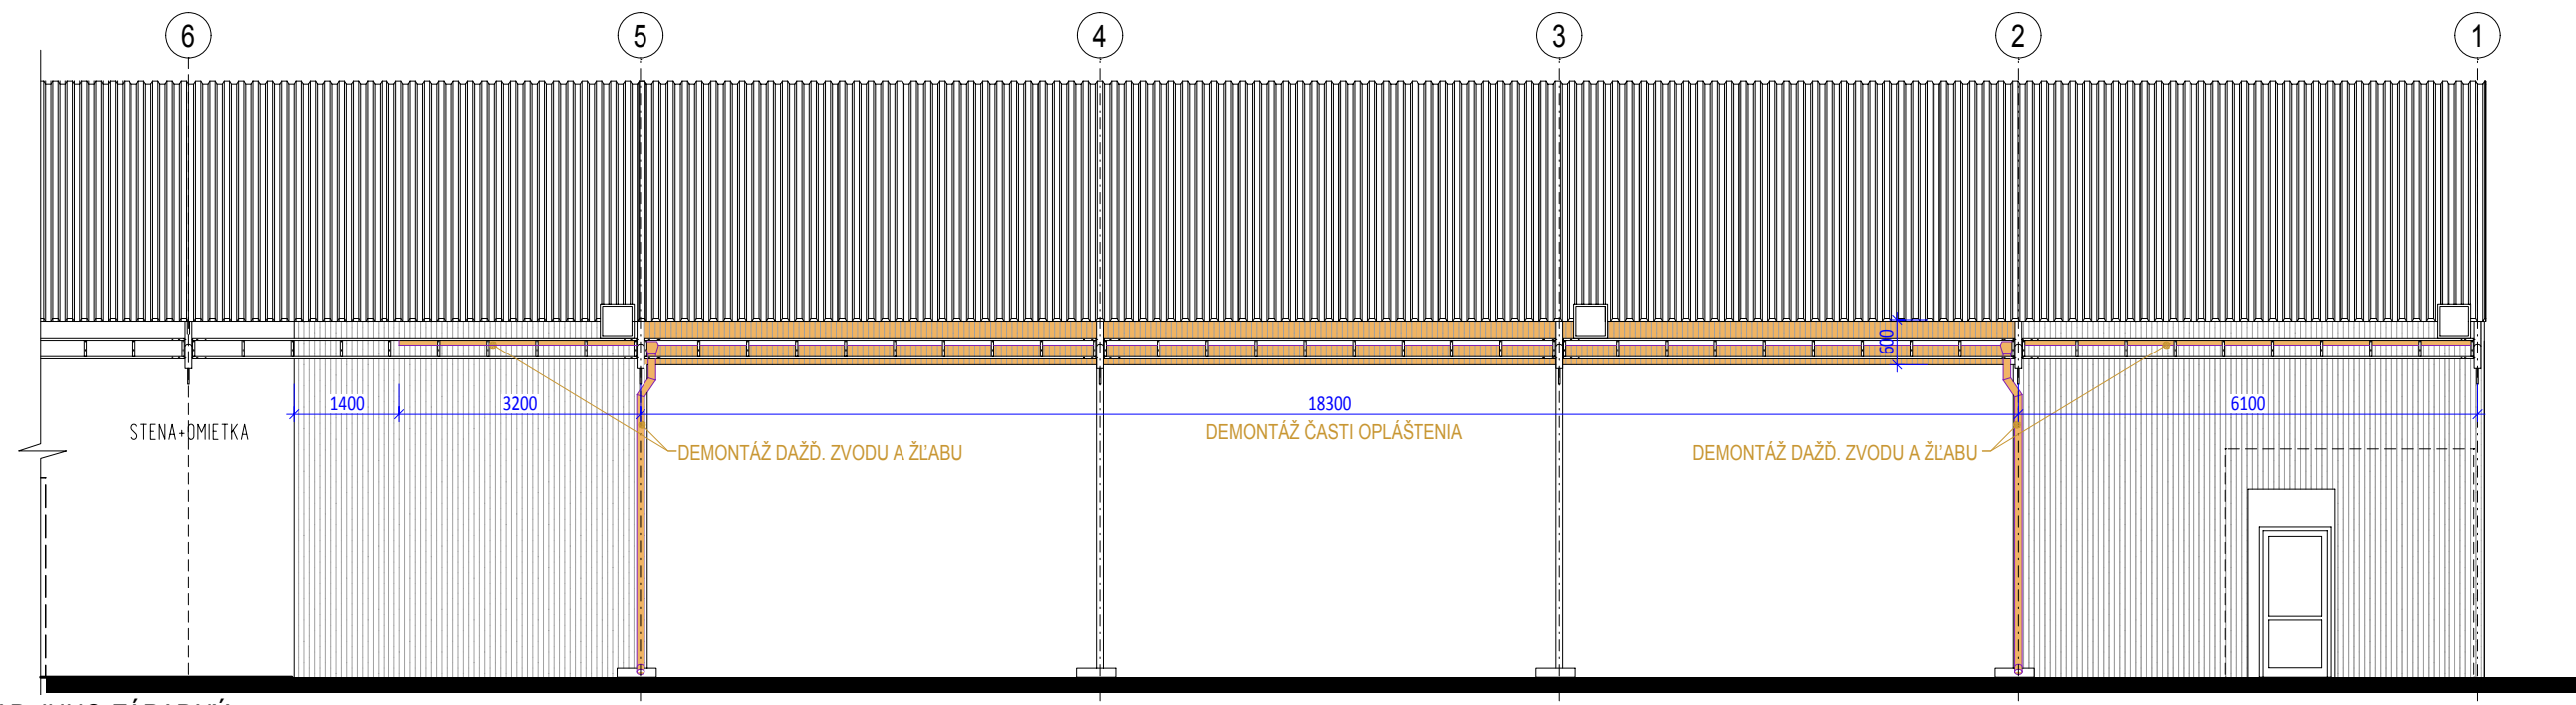 6 5 4 3 2 1
600
1400 3200 18300 6100
STENA+OMIETKA
DEMONTÁŽ ČASTI OPLÁŠTENIA
DEMONTÁŽ DAŽĎ. ZVODU A ŽĽABU
DEMONTÁŽ DAŽĎ. ZVODU A ŽĽABU